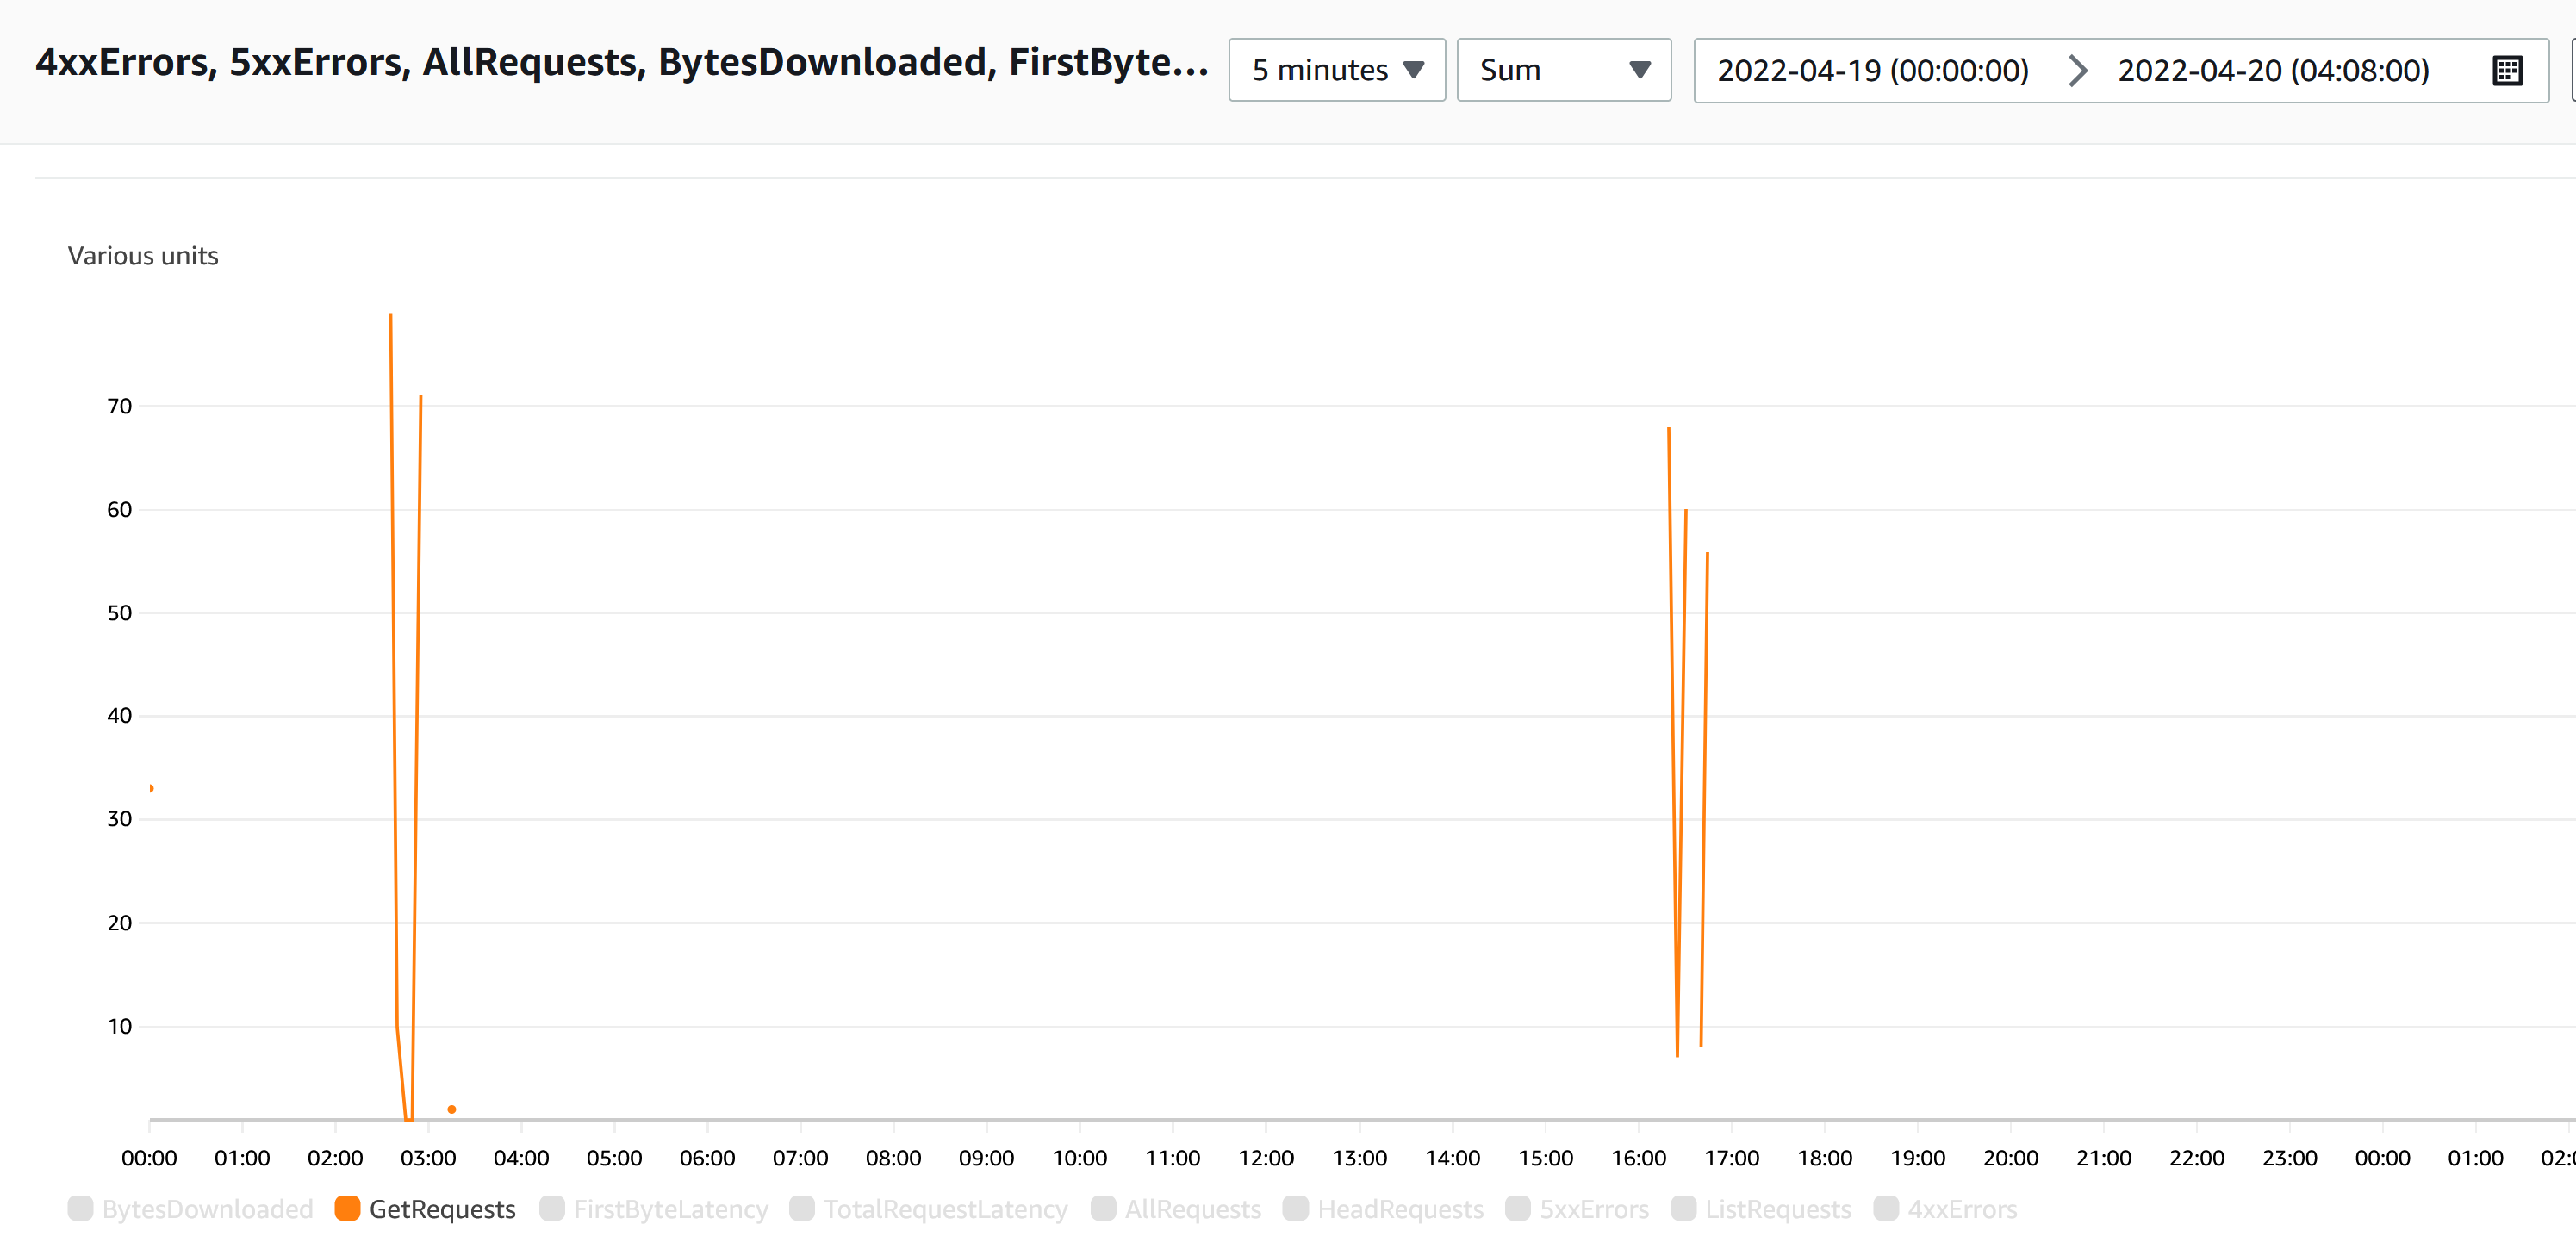 4xxErrors, 5xxErrors, AllRequests, BytesDownloaded, FirstByte... 5 minutes Sum 2022-04-19 (00:00:00) 2022-04-20 (04:08:00)
Various units
70
60
50
40
30
20
10
00:00 01:00 02:00 03:00 04:00 05:00 06:00 07:00 08:00 09:00 10:00 11:00 12:00 13:00 14:00 15:00 16:00 17:00 18:00 19:00 20:00 21:00 22:00 23:00 00:00 01:00
BytesDownloaded GetRequests FirstByteLatency TotalRequestLatency AllRequests HeadRequests 5xxErrors ListRequests 4xxErrors